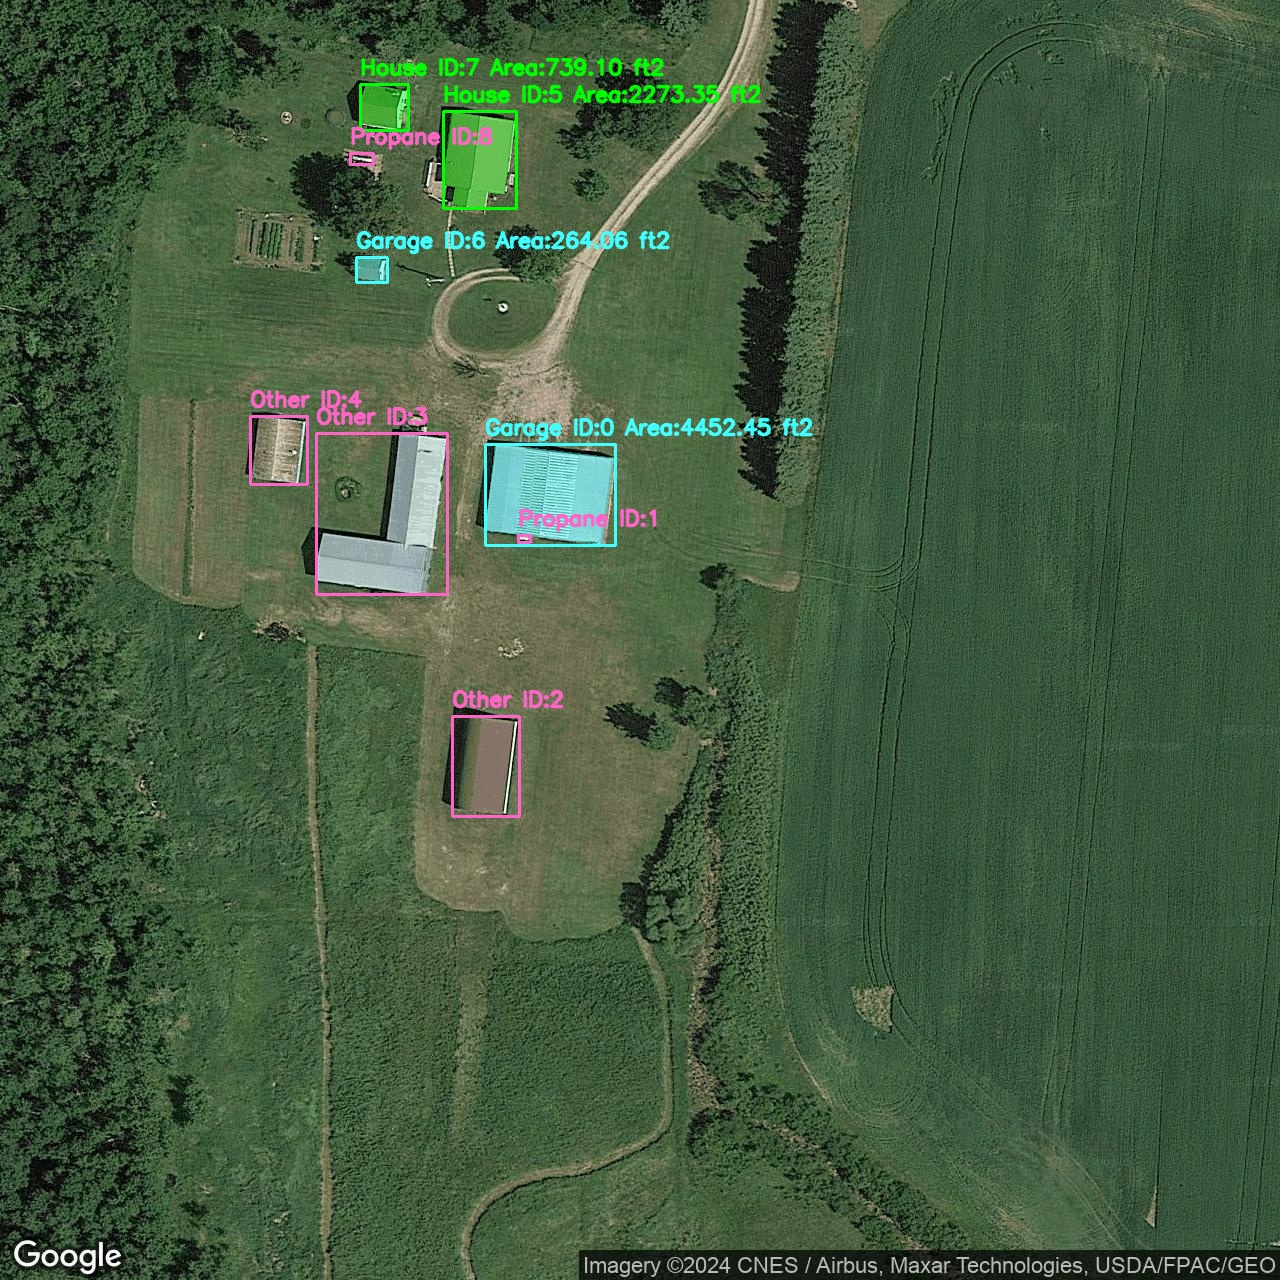 House ID:7 Area:739.10 ft2
House ID:5 Area:2273.35 ft2
Propane ID:8
Garage ID:6 Area:264.06 ft2
Other ID:4
Other ID:3
Garage ID:0 Area:4452.45 ft2
Propane ID:1
Other ID:2
Google
Imagery ©2024 CNES / Airbus, Maxar Technologies, USDA/FPAC/GEO